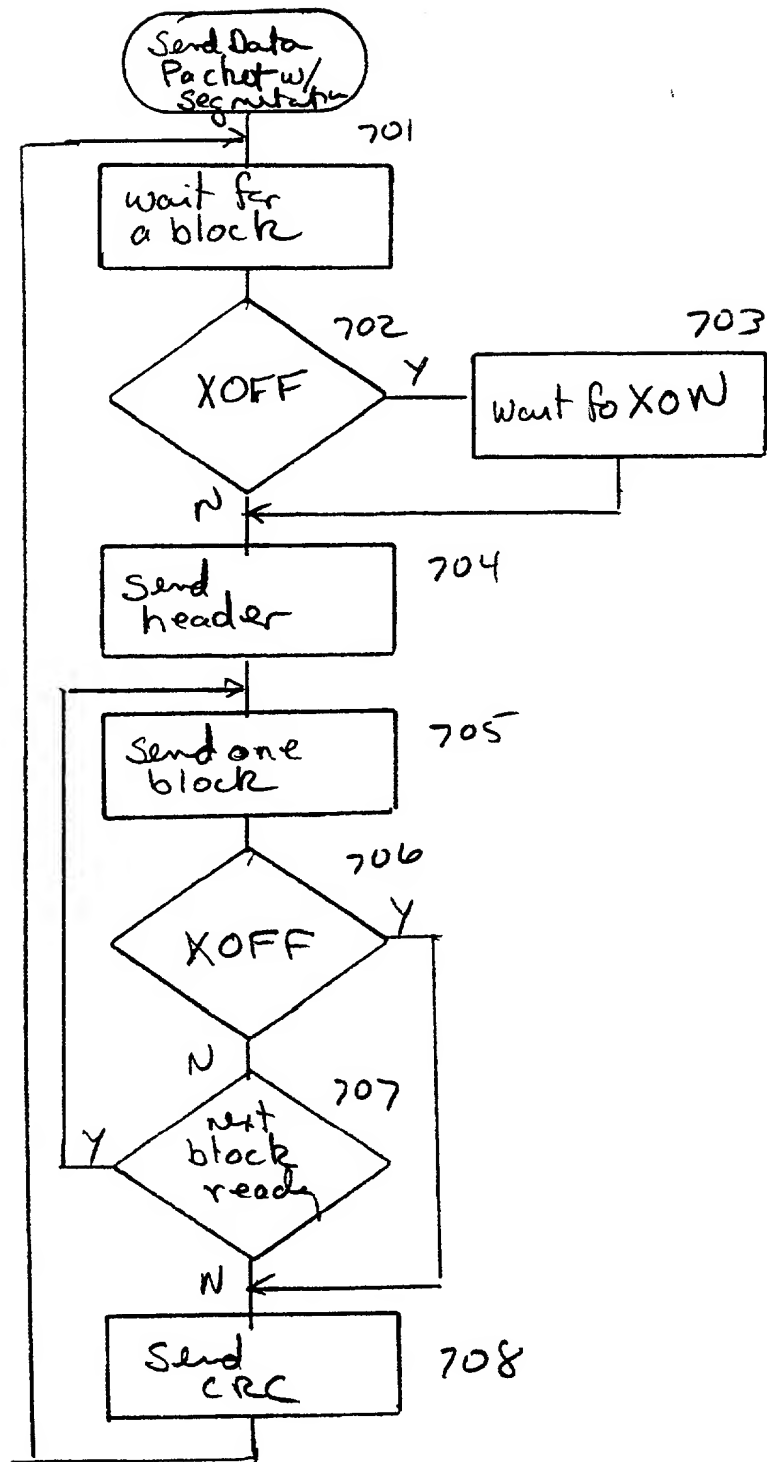 Send Data
Packet w/
Segmentation
701
wait for
a block
702
XOFF
Y
703
Wait fo XON
N
704
Send
header
705
Send one
block
706
XOFF
Y
N
707
next
block
ready
Y
N
Send
CRC
708